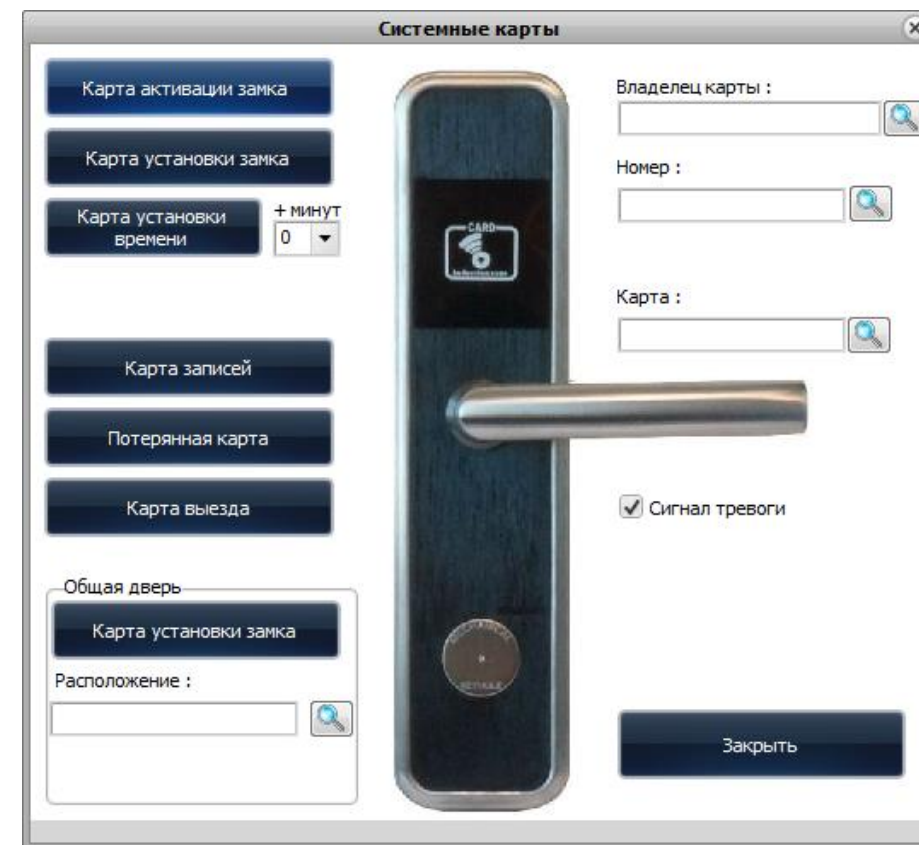 Системные карты
Карта активации замка
Карта установки замка
Карта установки
времени
+ минут
0
Карта записей
Потерянная карта
Карта выезда
Общая дверь
Карта установки замка
Расположение :
CARD
Владелец карты :
Номер :
Карта :
Сигнал тревоги
Закрыть